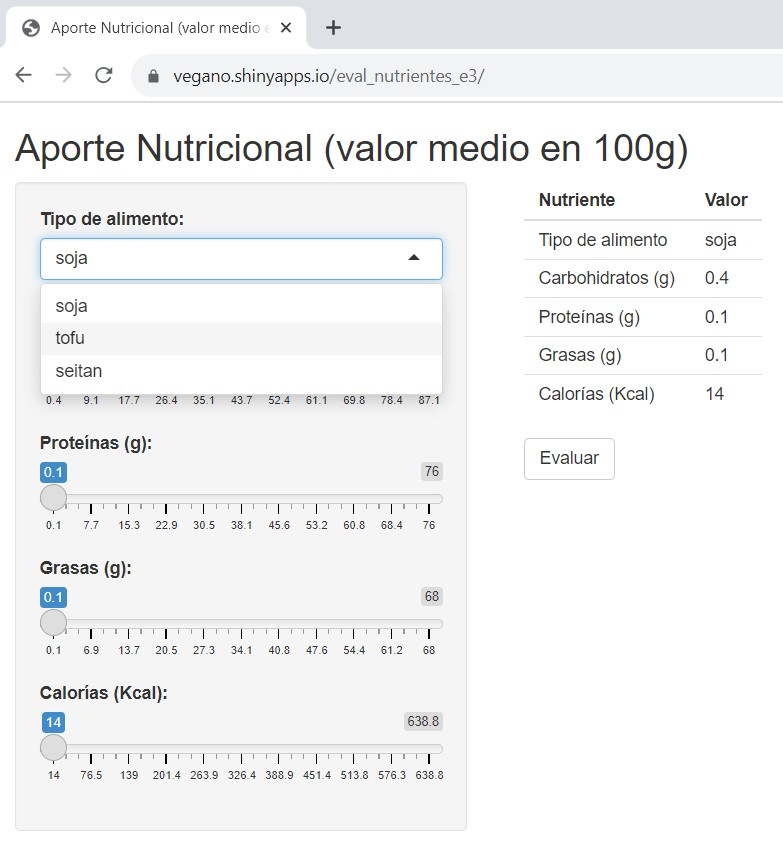 Aporte Nutricional (valor medio e
vegano.shinyapps.io/eval_nutrientes_e3/
Aporte Nutricional (valor medio en 100g)
Tipo de alimento:
soja
soja
tofu
seitan
0.4 9.1 17.7 26.4 35.1 43.7 52.4 61.1 69.8 78.4 87.1
Proteínas (g):
0.1 76
0.1 7.7 15.3 22.9 30.5 38.1 45.6 53.2 60.8 68.4 76
Grasas (g):
0.1 68
0.1 6.9 13.7 20.5 27.3 34.1 40.8 47.6 54.4 61.2 68
Calorías (Kcal):
14 638.8
14 76.5 139 201.4 263.9 326.4 388.9 451.4 513.8 576.3 638.8
Nutriente Valor
Tipo de alimento soja
Carbohidratos (g) 0.4
Proteínas (g) 0.1
Grasas (g) 0.1
Calorías (Kcal) 14
Evaluar